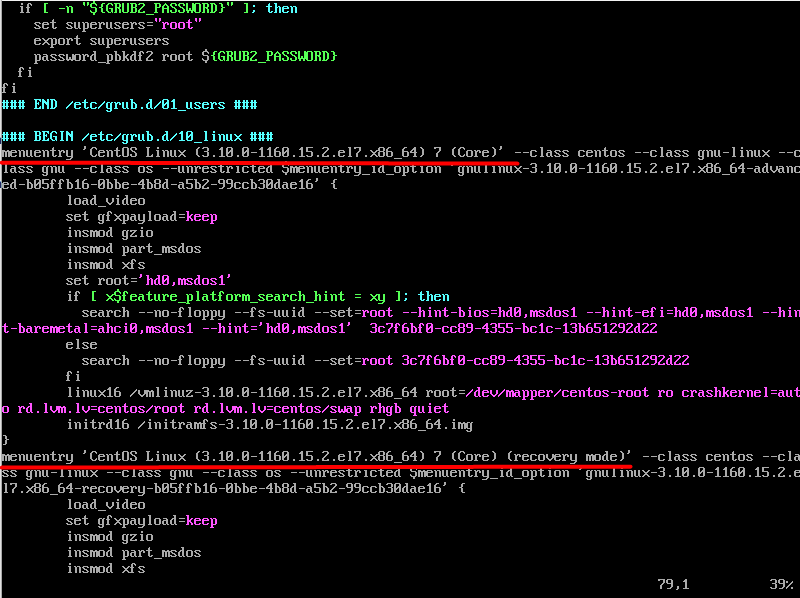 if [ -n "${GRUB2_PASSWORD}" ]; then
    set superusers="root"
    export superusers
    password_pbkdf2 root ${GRUB2_PASSWORD}
  fi
fi
### END /etc/grub.d/01_users ###

### BEGIN /etc/grub.d/10_linux ###
menuentry 'CentOS Linux (3.10.0-1160.15.2.el7.x86_64) 7 (Core)' --class centos --class gnu-linux --c
lass gnu --class os --unrestricted $menuentry_id_option 'gnulinux-3.10.0-1160.15.2.el7.x86_64-advanc
ed-b05ffb16-0bbe-4b8d-a5b2-99ccb30dae16' {
        load_video
        set gfxpayload=keep
        insmod gzio
        insmod part_msdos
        insmod xfs
        set root='hd0,msdos1'
        if [ x$feature_platform_search_hint = xy ]; then
          search --no-floppy --fs-uuid --set=root --hint-bios=hd0,msdos1 --hint-efi=hd0,msdos1 --hin
t-baremetal=ahci0,msdos1 --hint='hd0,msdos1'  3c7f6bf0-cc89-4355-bc1c-13b651292d22
        else
          search --no-floppy --fs-uuid --set=root 3c7f6bf0-cc89-4355-bc1c-13b651292d22
        fi
        linux16 /vmlinuz-3.10.0-1160.15.2.el7.x86_64 root=/dev/mapper/centos-root ro crashkernel=aut
o rd.lvm.lv=centos/root rd.lvm.lv=centos/swap rhgb quiet
        initrd16 /initramfs-3.10.0-1160.15.2.el7.x86_64.img
}
menuentry 'CentOS Linux (3.10.0-1160.15.2.el7.x86_64) 7 (Core) (recovery mode)' --class centos --cla
ss gnu-linux --class gnu --class os --unrestricted $menuentry_id_option 'gnulinux-3.10.0-1160.15.2.e
l7.x86_64-recovery-b05ffb16-0bbe-4b8d-a5b2-99ccb30dae16' {
        load_video
        set gfxpayload=keep
        insmod gzio
        insmod part_msdos
        insmod xfs
79,1          39%